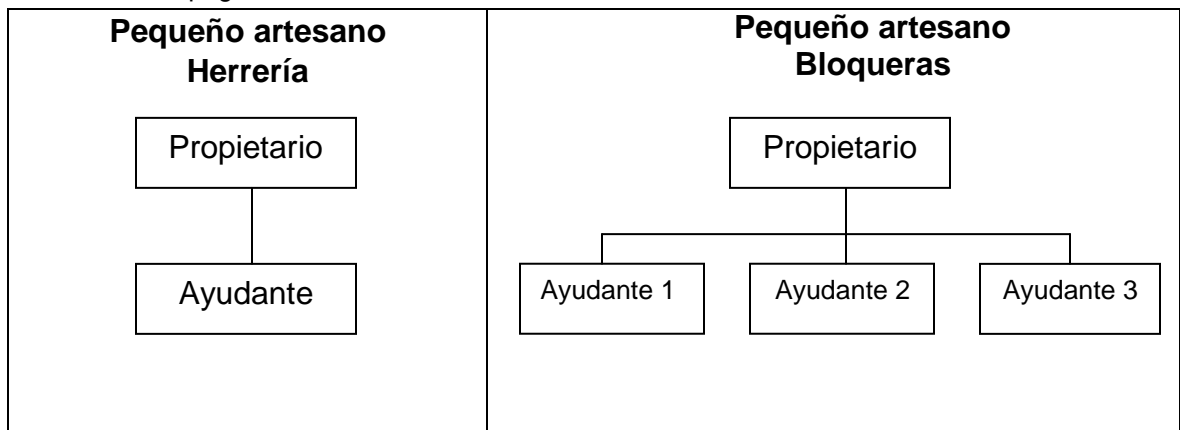 Pequeño artesano
Herrería
Propietario
Ayudante
Pequeño artesano
Bloqueras
Propietario
Ayudante 1
Ayudante 2
Ayudante 3